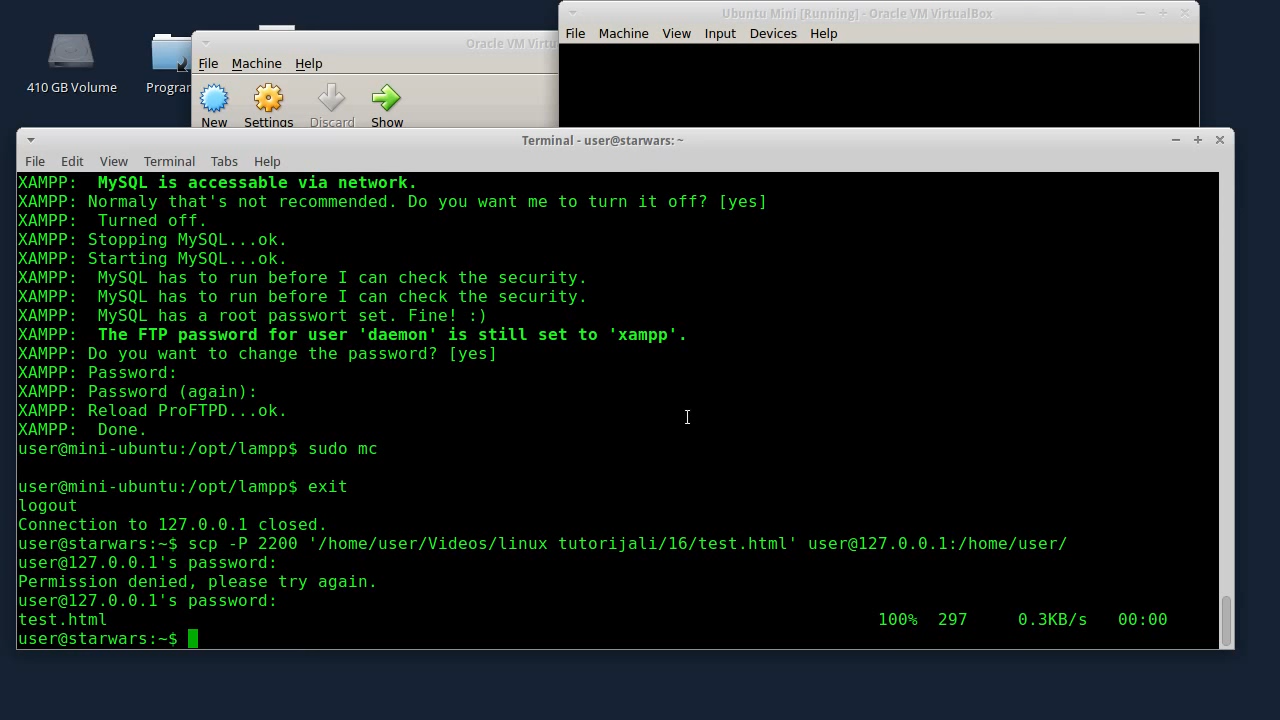 Ubuntu Mini [Running] - Oracle VM VirtualBox
File Machine View Input Devices Help
Oracle VM
File Machine Help
410 GB Volume
New Settings Discard Show
Terminal - user@starwars: ~
File Edit View Terminal Tabs Help
XAMPP:  MySQL is accessable via network.
XAMPP: Normaly that's not recommended. Do you want me to turn it off? [yes]
XAMPP:  Turned off.
XAMPP: Stopping MySQL...ok.
XAMPP: Starting MySQL...ok.
XAMPP:  MySQL has to run before I can check the security.
XAMPP:  MySQL has to run before I can check the security.
XAMPP:  MySQL has a root passwort set. Fine! :)
XAMPP:  The FTP password for user 'daemon' is still set to 'xampp'.
XAMPP: Do you want to change the password? [yes]
XAMPP: Password:
XAMPP: Password (again):
XAMPP: Reload ProFTPD...ok.
XAMPP:  Done.
user@mini-ubuntu:/opt/lampp$ sudo mc
user@mini-ubuntu:/opt/lampp$ exit
logout
Connection to 127.0.0.1 closed.
user@starwars:~$ scp -P 2200 '/home/user/Videos/linux tutorijali/16/test.html' user@127.0.0.1:/home/user/
user@127.0.0.1's password:
Permission denied, please try again.
user@127.0.0.1's password:
test.html 100% 297 0.3KB/s 00:00
user@starwars:~$